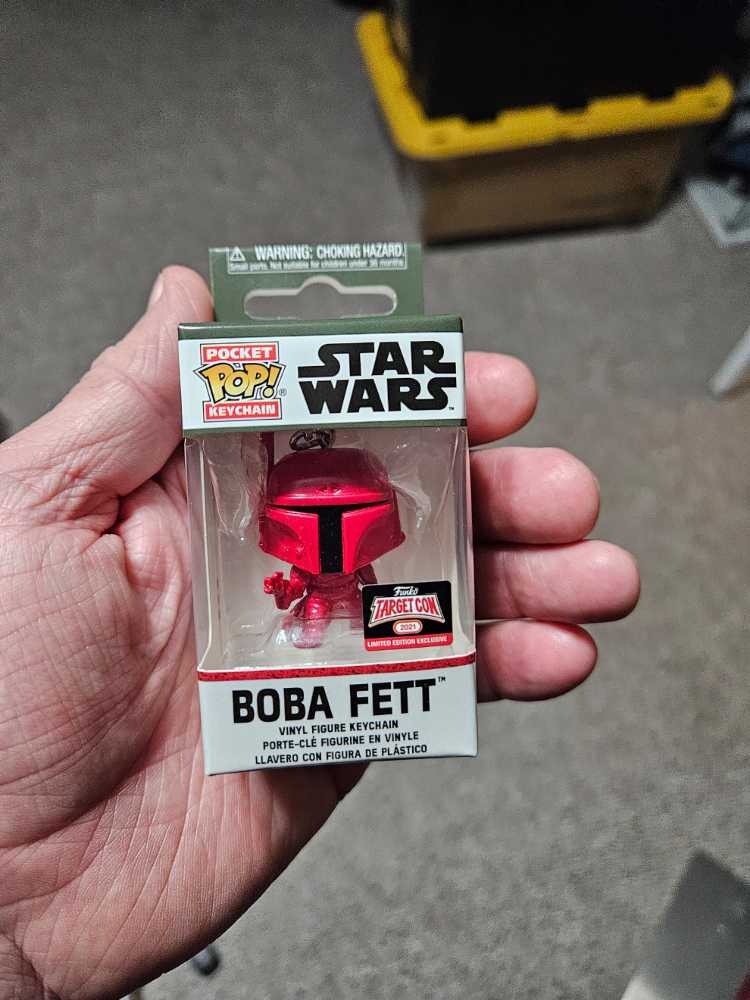 WARNING: CHOKING HAZARD.
Small parts. Not suitable for children under 36 months.
POCKET
POP!®
KEYCHAIN
STAR
WARS™
Funko
TARGET CON
2021
LIMITED EDITION EXCLUSIVE
BOBA FETT™
VINYL FIGURE KEYCHAIN
PORTE-CLÉ FIGURINE EN VINYLE
LLAVERO CON FIGURA DE PLÁSTICO